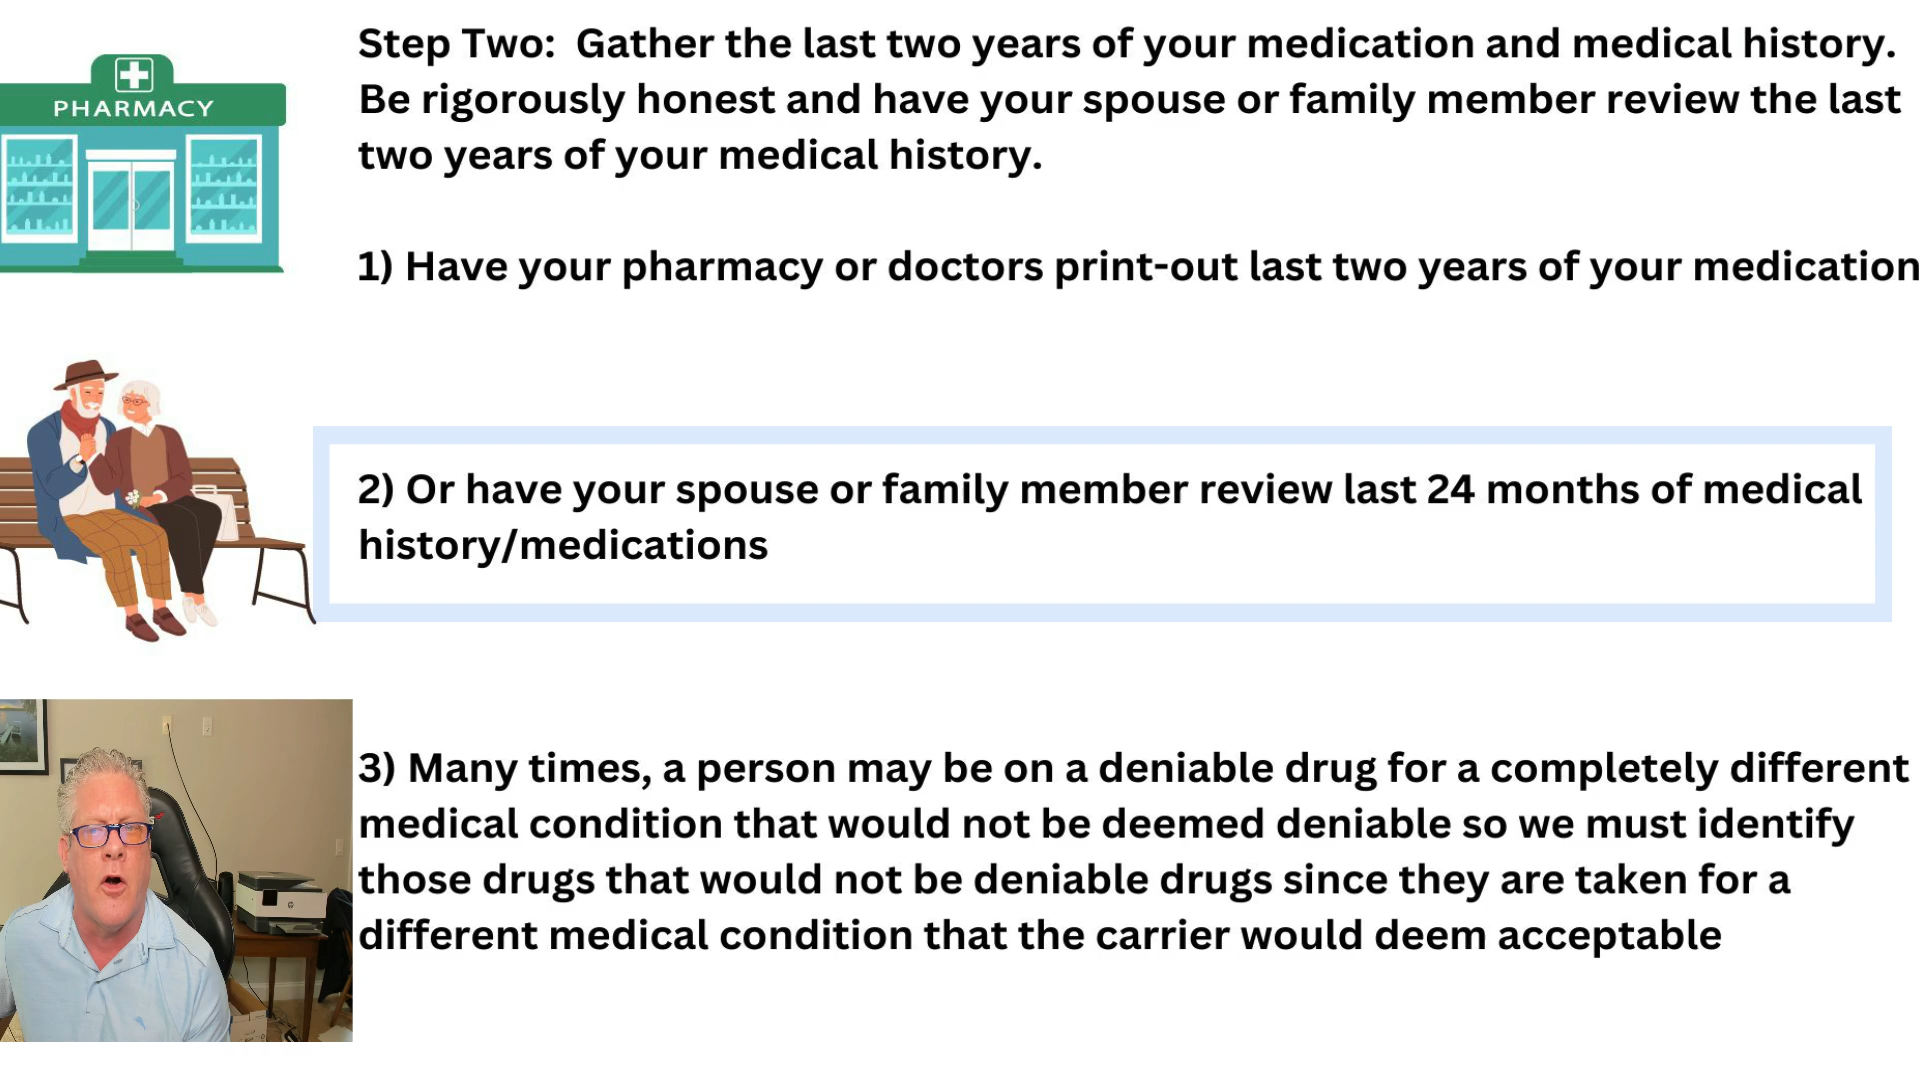 PHARMACY
Step Two:  Gather the last two years of your medication and medical history.
Be rigorously honest and have your spouse or family member review the last
two years of your medical history.
1) Have your pharmacy or doctors print-out last two years of your medication
2) Or have your spouse or family member review last 24 months of medical
history/medications
3) Many times, a person may be on a deniable drug for a completely different
medical condition that would not be deemed deniable so we must identify
those drugs that would not be deniable drugs since they are taken for a
different medical condition that the carrier would deem acceptable